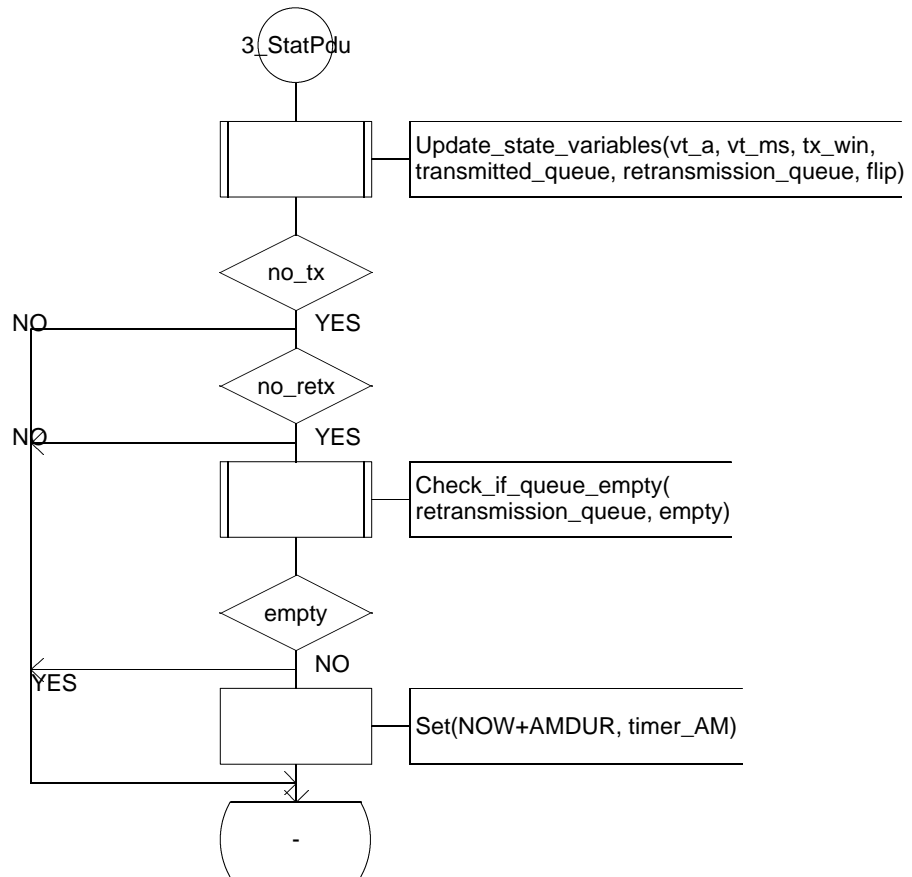 3_StatPdu
Update_state_variables(vt_a, vt_ms, tx_win,
transmitted_queue, retransmission_queue, flip)
no_tx
NO
YES
no_retx
NO
YES
Check_if_queue_empty(
retransmission_queue, empty)
empty
NO
YES
Set(NOW+AMDUR, timer_AM)
-